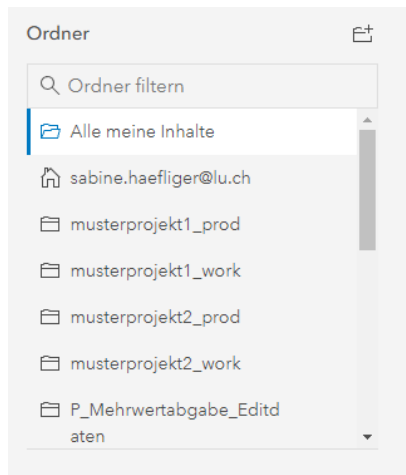 Ordner
Ordner filtern
Alle meine Inhalte
sabine.haefliger@lu.ch
musterprojekt1_prod
musterprojekt1_work
musterprojekt2_prod
musterprojekt2_work
P_Mehrwertabgabe_Editd
aten